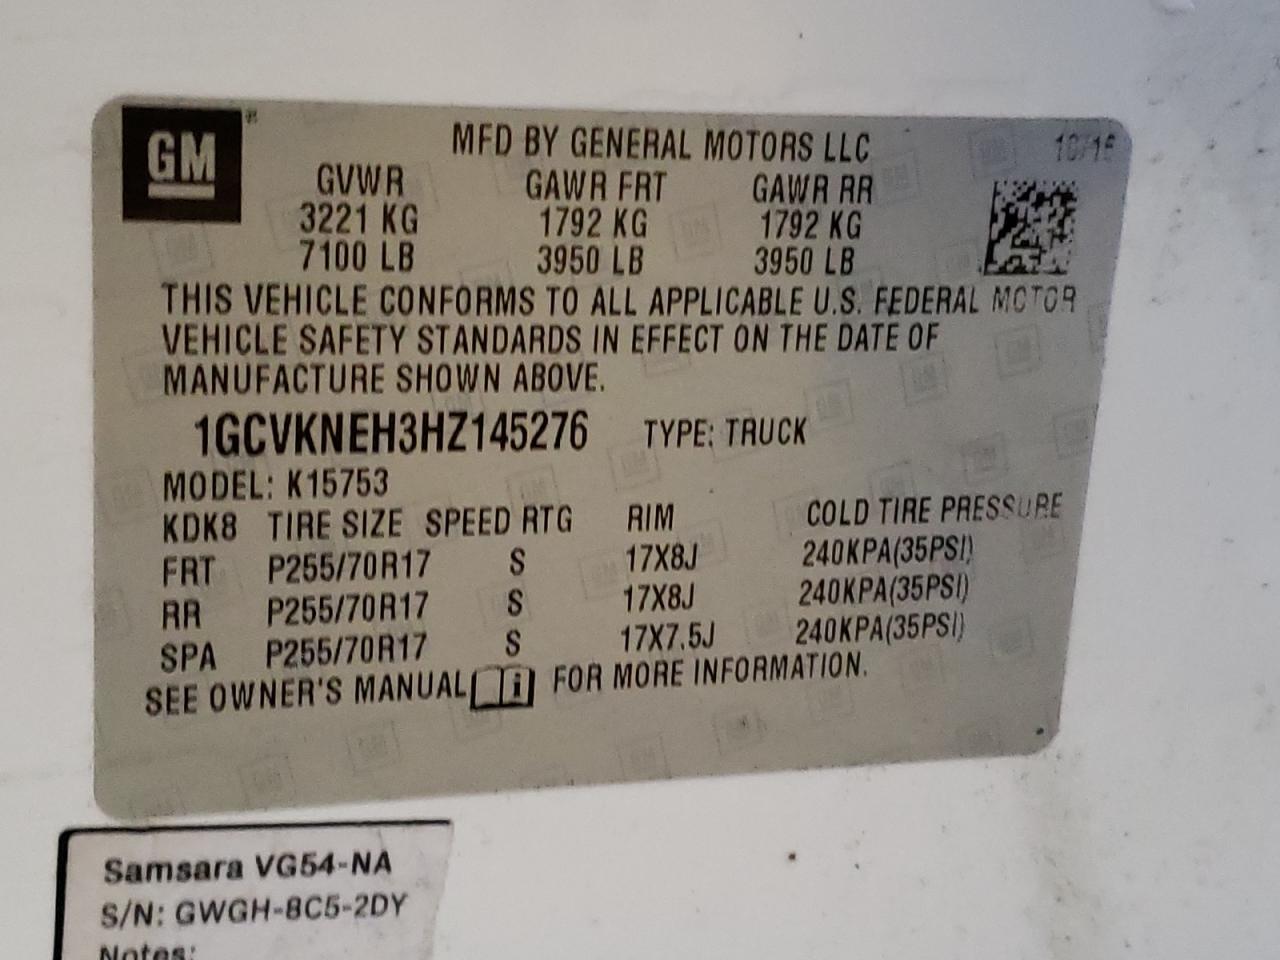 GM
MFD BY GENERAL MOTORS LLC 10/16
GVWR GAWR FRT GAWR RR
3221 KG 1792 KG 1792 KG
7100 LB 3950 LB 3950 LB
THIS VEHICLE CONFORMS TO ALL APPLICABLE U.S. FEDERAL MOTOR
VEHICLE SAFETY STANDARDS IN EFFECT ON THE DATE OF
MANUFACTURE SHOWN ABOVE.
1GCVKNEH3HZ145276 TYPE: TRUCK
MODEL: K15753
KDK8 TIRE SIZE SPEED RTG RIM COLD TIRE PRESSURE
FRT P255/70R17 S 17X8J 240KPA(35PSI)
RR P255/70R17 S 17X8J 240KPA(35PSI)
SPA P255/70R17 S 17X7.5J 240KPA(35PSI)
SEE OWNER'S MANUAL i FOR MORE INFORMATION.
Samsara VG54-NA
S/N: GWGH-8C5-2DY
Notes: